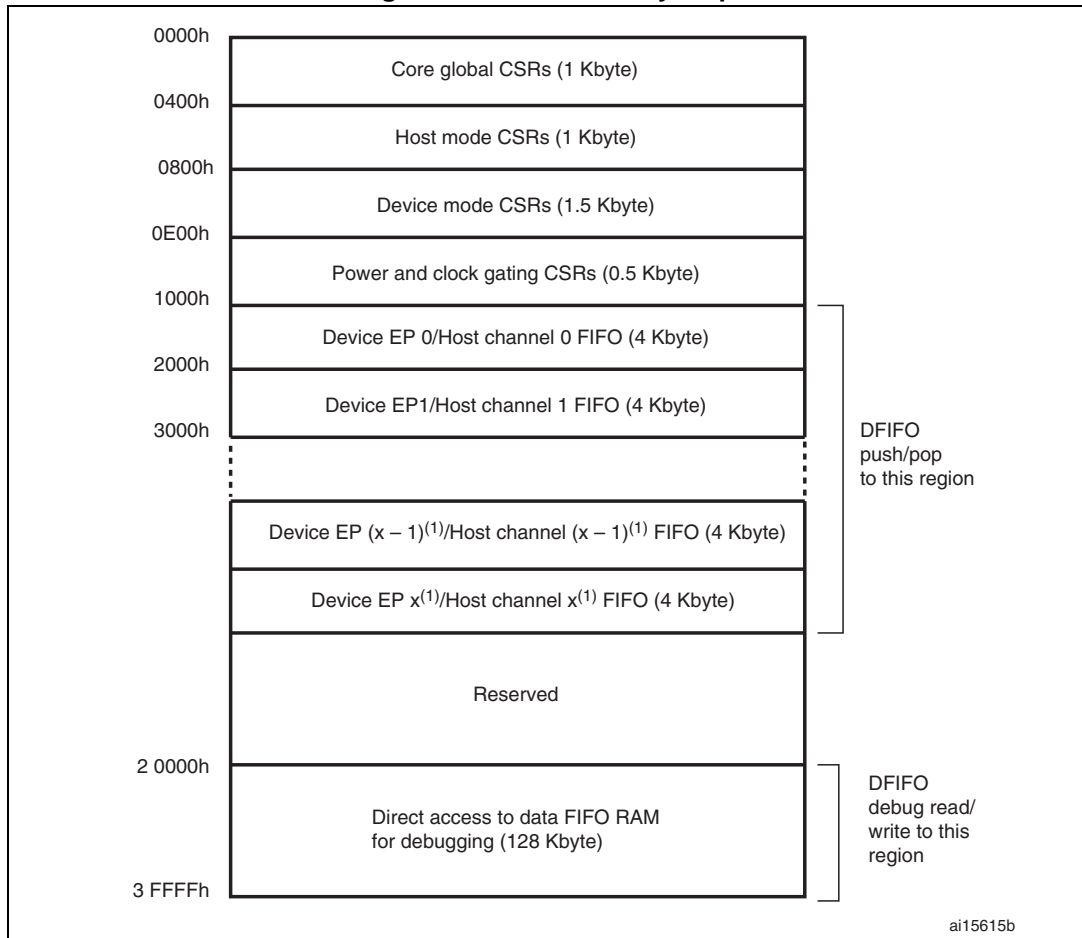 0000h
Core global CSRs (1 Kbyte)
0400h
Host mode CSRs (1 Kbyte)
0800h
Device mode CSRs (1.5 Kbyte)
0E00h
Power and clock gating CSRs (0.5 Kbyte)
1000h
Device EP 0/Host channel 0 FIFO (4 Kbyte)
2000h
Device EP1/Host channel 1 FIFO (4 Kbyte)
3000h
DFIFO
push/pop
to this region
Device EP (x – 1)(1)/Host channel (x – 1)(1) FIFO (4 Kbyte)
Device EP x(1)/Host channel x(1) FIFO (4 Kbyte)
Reserved
2 0000h
Direct access to data FIFO RAM
for debugging (128 Kbyte)
DFIFO
debug read/
write to this
region
3 FFFFh
ai15615b